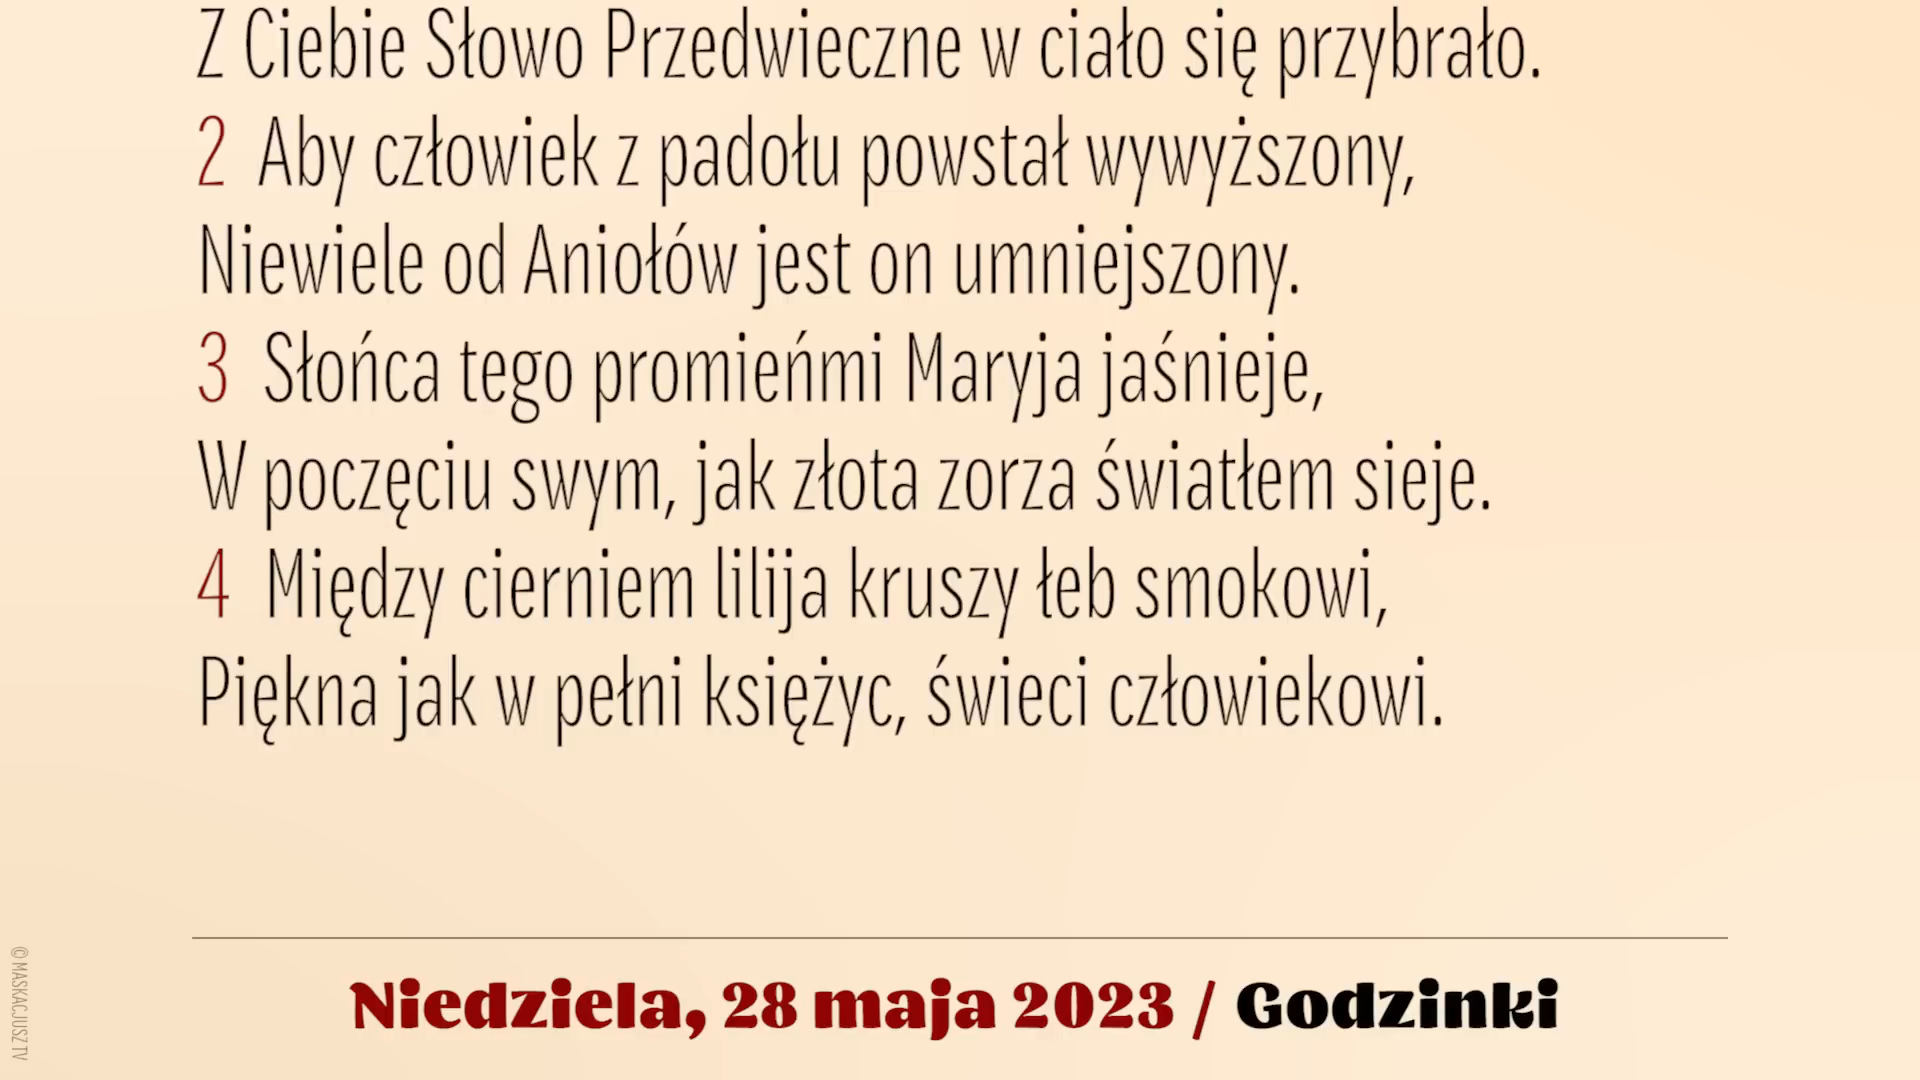 Z Ciebie Słowo Przedwieczne w ciało się przybrało.
2 Aby człowiek z padołu powstał wywyższony,
Niewiele od Aniołów jest on umniejszony.
3 Słońca tego promieńmi Maryja jaśnieje,
W poczęciu swym, jak złota zorza światłem sieje.
4 Między cierniem lilija kruszy łeb smokowi,
Piękna jak w pełni księżyc, świeci człowiekowi.
© MASKACJUSZ TV
Niedziela, 28 maja 2023 / Godzinki